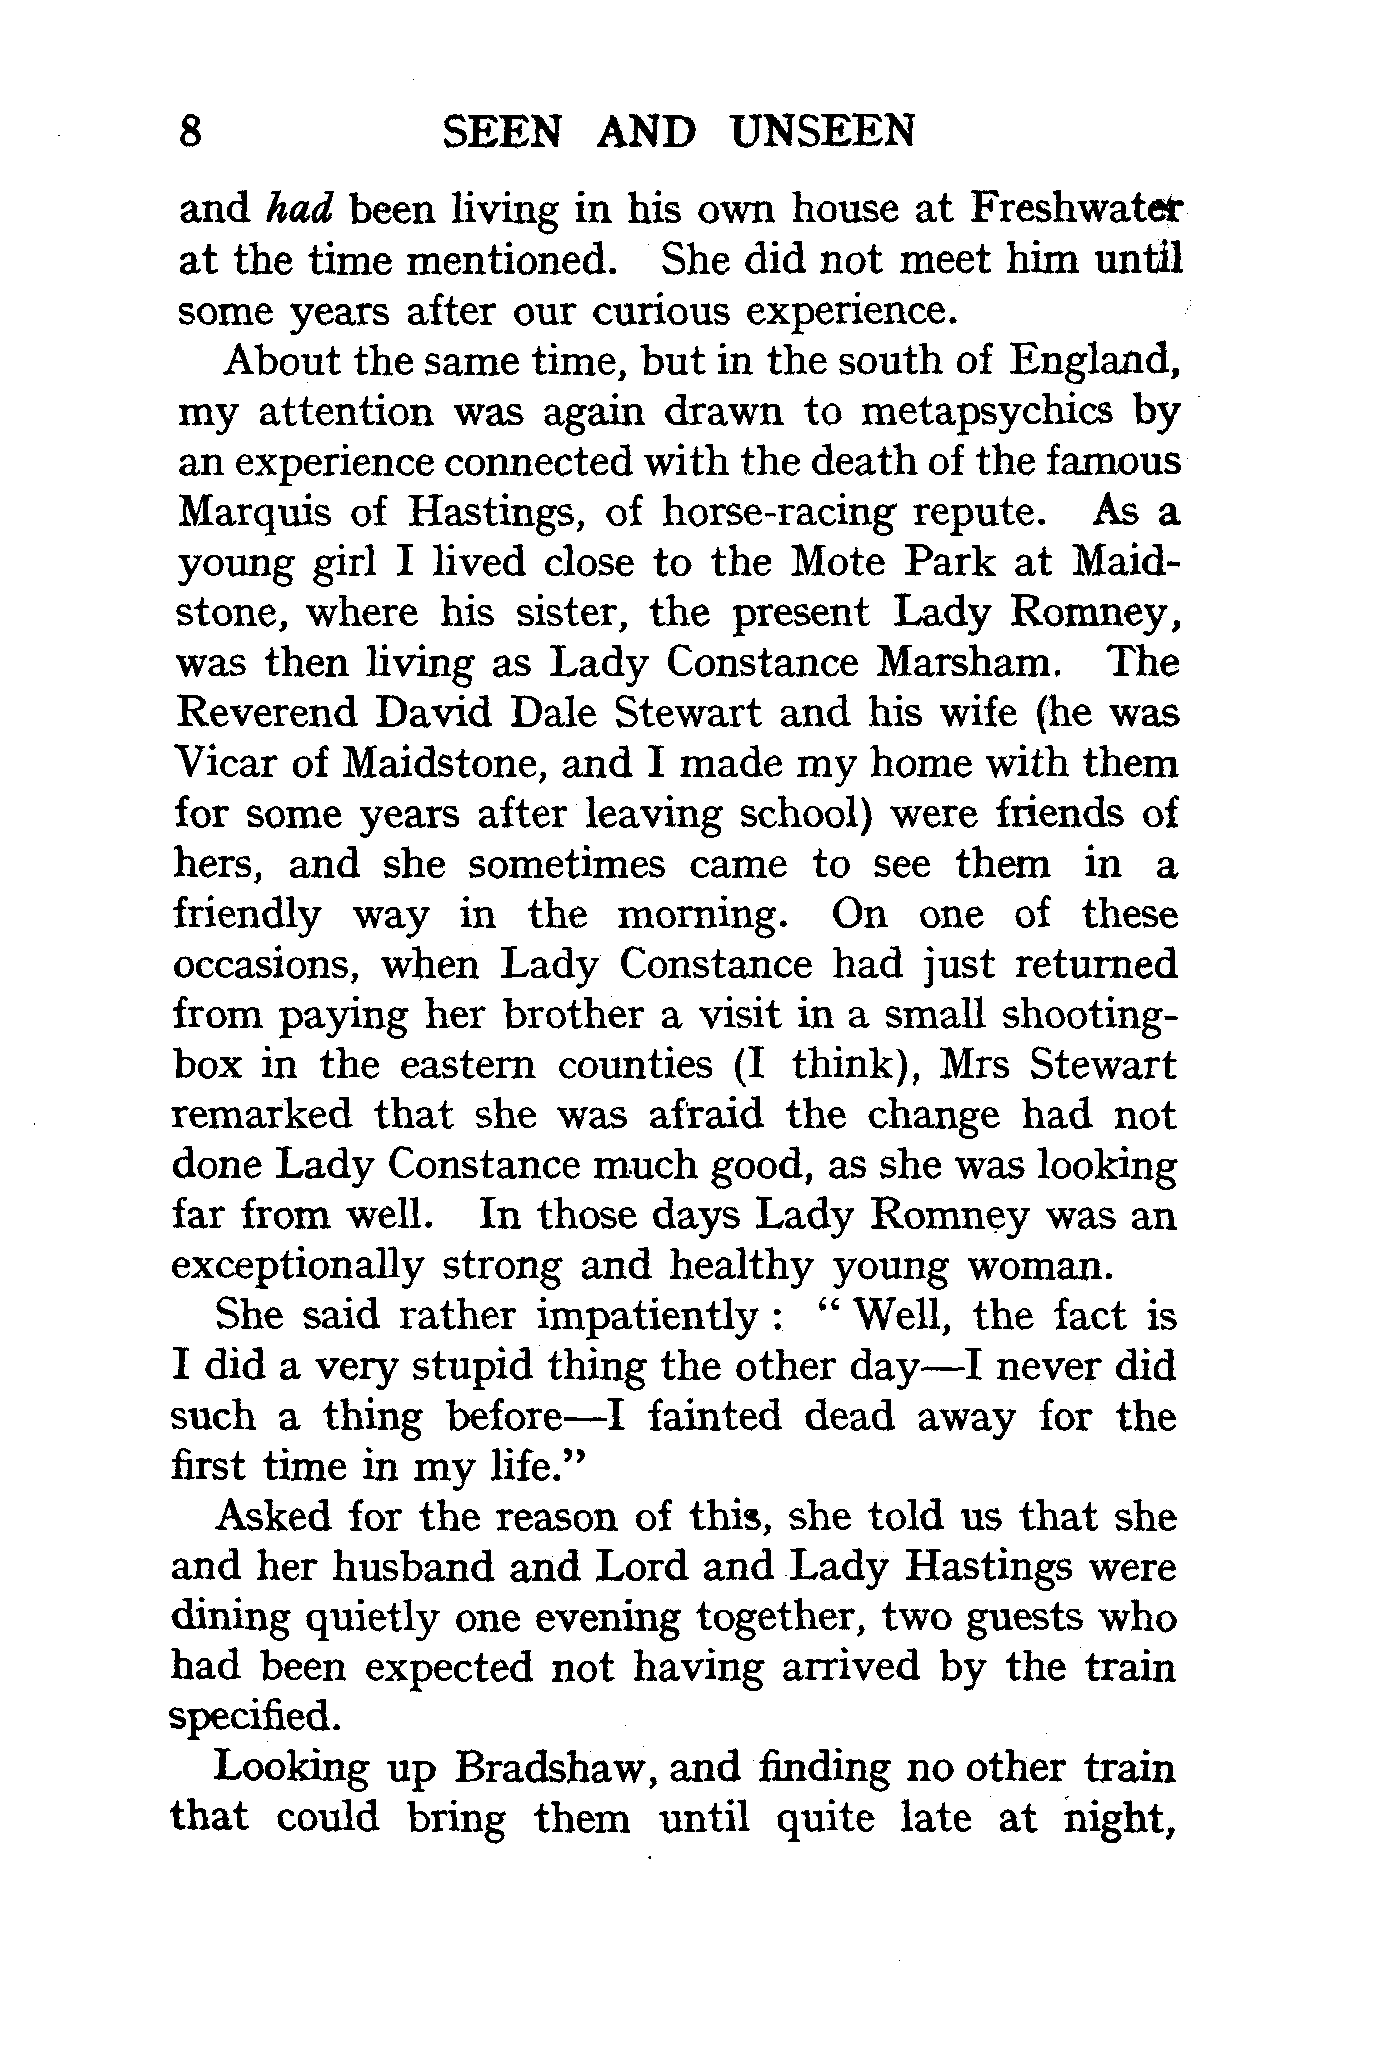 8 SEEN AND UNSEEN
and had been living in his own house at Freshwater
at the time mentioned. She did not meet him until
some years after our curious experience.
About the same time, but in the south of England,
my attention was again drawn to metapsychics by
an experience connected with the death of the famous
Marquis of Hastings, of horse-racing repute. As a
young girl I lived close to the Mote Park at Maid-
stone, where his sister, the present Lady Romney,
was then living as Lady Constance Marsham. The
Reverend David Dale Stewart and his wife (he was
Vicar of Maidstone, and I made my home with them
for some years after leaving school) were friends of
hers, and she sometimes came to see them in a
friendly way in the morning. On one of these
occasions, when Lady Constance had just returned
from paying her brother a visit in a small shooting-
box in the eastern counties (I think), Mrs Stewart
remarked that she was afraid the change had not
done Lady Constance much good, as she was looking
far from well. In those days Lady Romney was an
exceptionally strong and healthy young woman.
She said rather impatiently : “ Well, the fact is
I did a very stupid thing the other day—I never did
such a thing before—I fainted dead away for the
first time in my life.”
Asked for the reason of this, she told us that she
and her husband and Lord and Lady Hastings were
dining quietly one evening together, two guests who
had been expected not having arrived by the train
specified.
Looking up Bradshaw, and finding no other train
that could bring them until quite late at night,